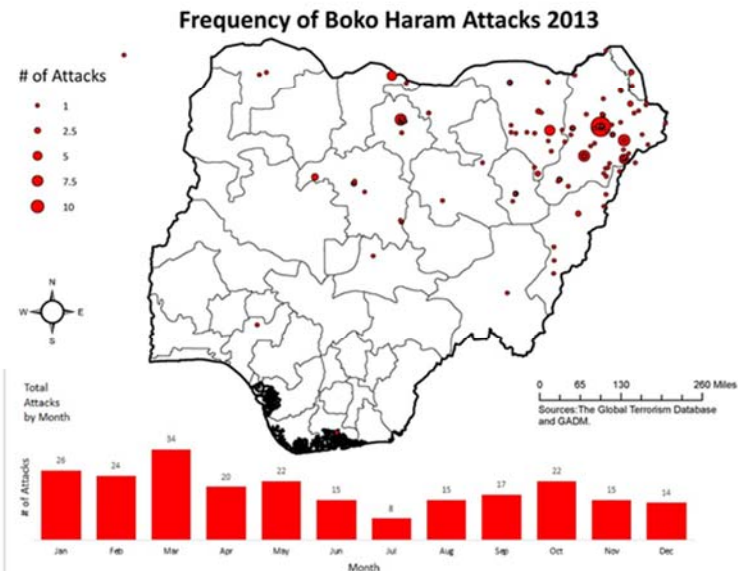 Frequency of Boko Haram Attacks 2013
# of Attacks
1
2.5
5
7.5
10
N
W E
S
0 65 130 260 Miles
Sources:The Global Terrorism Database
and GADM.
Total
Attacks
by Month
# of Attacks
26 24 34 20 22 15 8 15 17 22 15 14
Jan Feb Mar Apr May Jun Jul Aug Sep Oct Nov Dec
Month